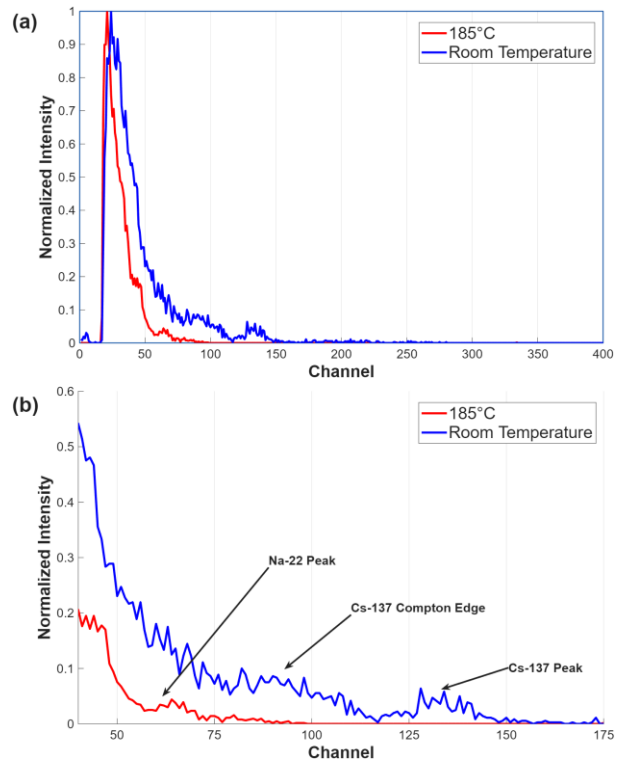 (a)
185°C
Room Temperature
Normalized Intensity
1
0.9
0.8
0.7
0.6
0.5
0.4
0.3
0.2
0.1
0
0 50 100 150 200 250 300 350 400
Channel
(b)
185°C
Room Temperature
Normalized Intensity
0.6
0.5
0.4
0.3
0.2
0.1
0
Na-22 Peak
Cs-137 Compton Edge
Cs-137 Peak
50 75 100 125 150 175
Channel